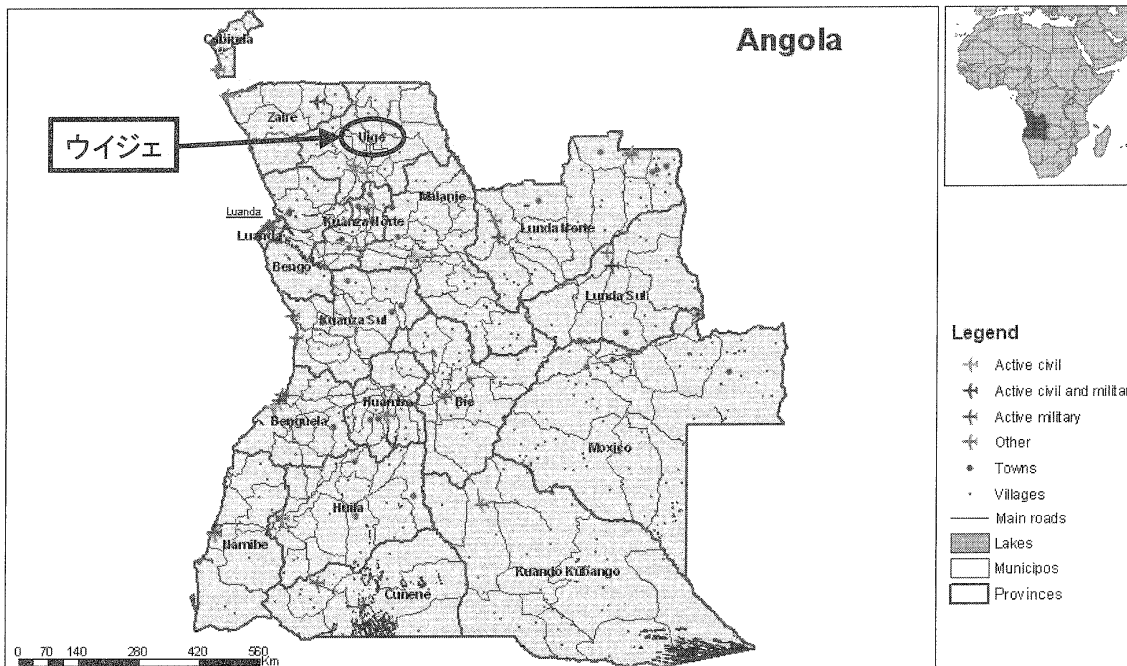 Angola
Cabinda
Zaire
ウイジェ
Uige
Malanje
Luanda
Kuanza Norte
Lunda Norte
Luanda
Bengo
Lunda Sul
Kuanza Sul
Huambo
Bie
Benguela
Moxico
Huila
Namibe
Kuando Kubango
Cunene
0 70 140 280 420 560
Km
Legend
Active civil
Active civil and militar
Active military
Other
Towns
Villages
Main roads
Lakes
Municipos
Provinces